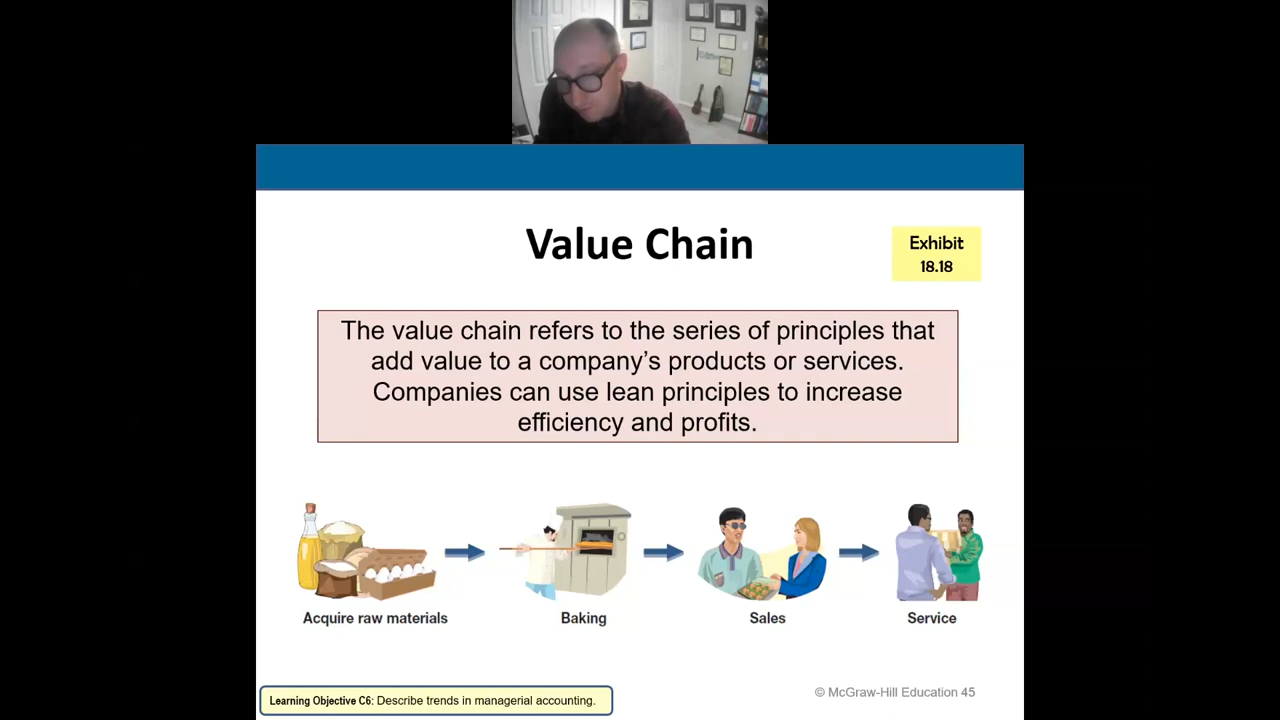 Value Chain
Exhibit
18.18
The value chain refers to the series of principles that
add value to a company’s products or services.
Companies can use lean principles to increase
efficiency and profits.
Acquire raw materials
Baking
Sales
Service
Learning Objective C6: Describe trends in managerial accounting.
© McGraw-Hill Education 45